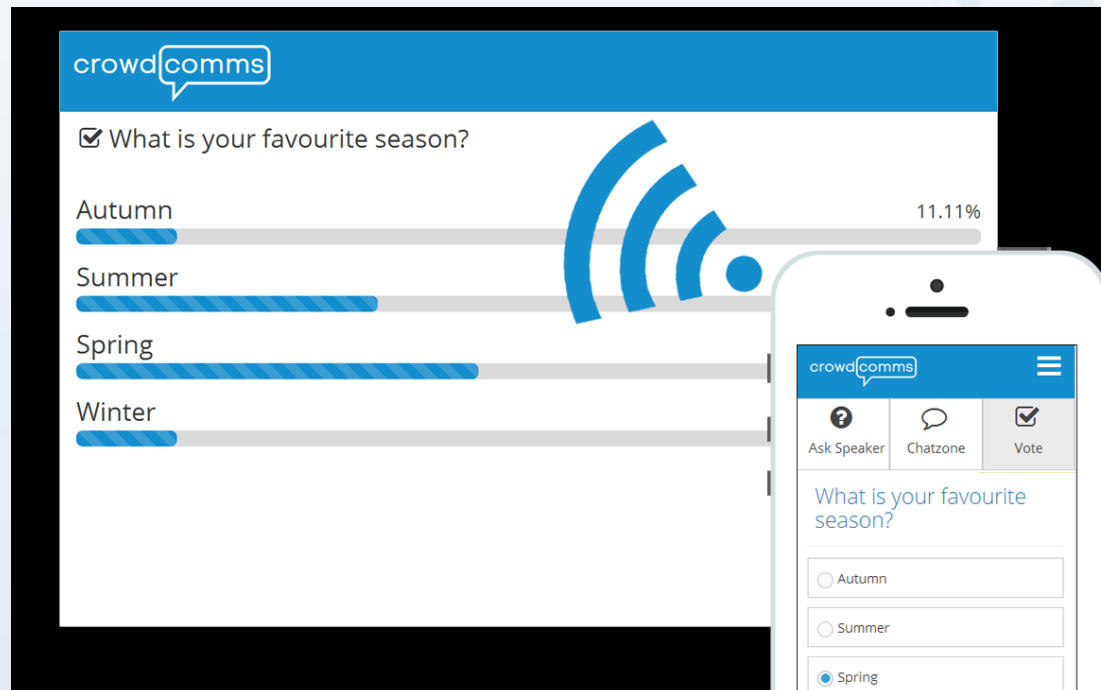 crowdcomms
What is your favourite season?
Autumn
11.11%
Summer
Spring
Winter
crowdcomms
Ask Speaker
Chatzone
Vote
What is your favourite
season?
Autumn
Summer
Spring